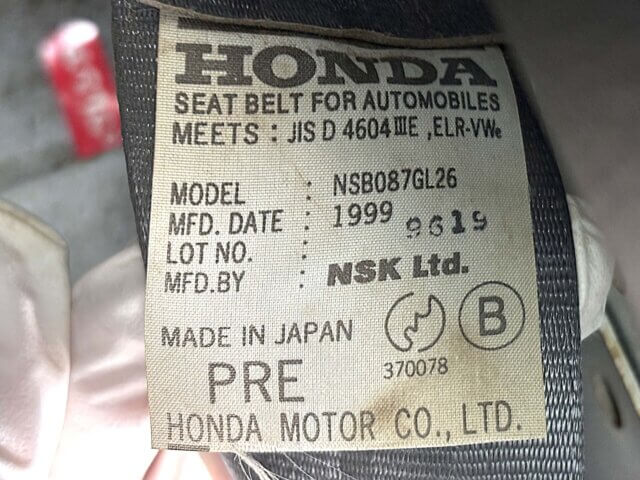 HONDA
SEAT BELT FOR AUTOMOBILES
MEETS : JIS D 4604 IIIE ,ELR-VWe
MODEL : NSB087GL26
MFD. DATE : 1999 9619
LOT NO. :
MFD.BY : NSK Ltd.
MADE IN JAPAN B
370078
PRE
HONDA MOTOR CO., LTD.